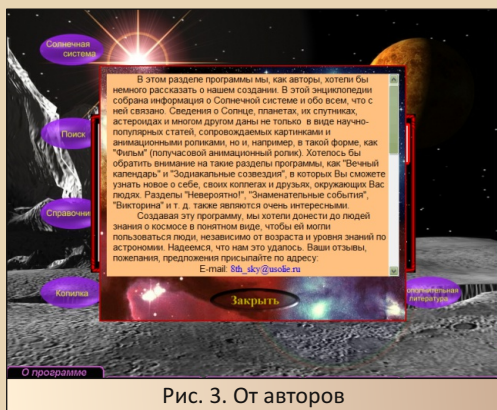 Солнечная
система
В этом разделе программы мы, как авторы, хотели бы
немного рассказать о нашем создании. В этой энциклопедии
собрана информация о Солнечной системе и обо всем, что с
ней связано. Сведения о Солнце, планетах, их спутниках,
астероидах и многом другом даны не только в виде научно-
популярных статей, сопровождаемых картинками и
анимационными роликами, но и, например, в такой форме, как
"Фильм" (получасовой анимационный ролик). Хотелось бы
обратить внимание на такие разделы программы, как "Вечный
календарь" и "Зодиакальные созвездия", в которых Вы сможете
узнать новое о себе, своих коллегах и друзьях, окружающих Вас
людях. Разделы "Невероятно!", "Знаменательные события",
"Викторина" и т. д. также являются очень интересными.
Создавая эту программу, мы хотели донести до людей
знания о космосе в понятном виде, чтобы ей могли
пользоваться люди, независимо от возраста и уровня знаний по
астрономии. Надеемся, что нам это удалось. Ваши отзывы,
пожелания, предложения присылайте по адресу:
E-mail: 8th_sky@usolie.ru
Поиск
Справочни
Копилка
ополнительная
литература
Закрыть
О программе
Рис. 3. От авторов